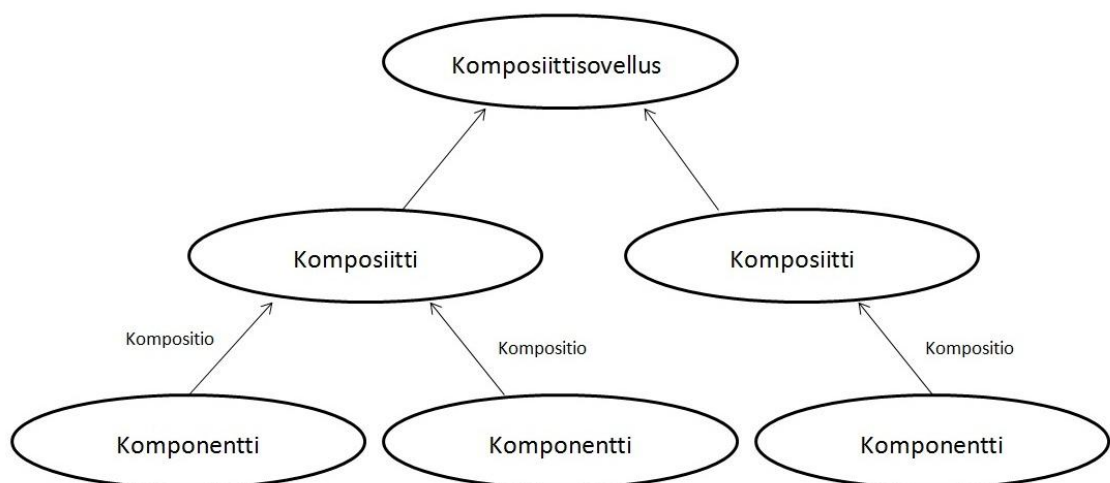 Komposiittisovellus
Komposiitti
Komposiitti
Kompositio
Kompositio
Kompositio
Komponentti
Komponentti
Komponentti